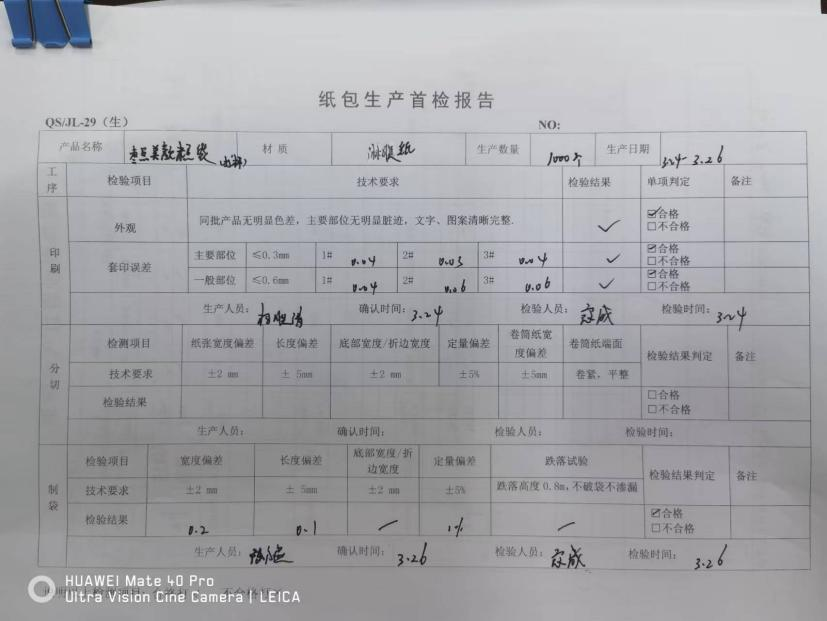 纸包生产首检报告
QS/JL-29（生） NO:
产品名称 材 质 淋膜纸 生产数量 1000个 生产日期 3.24-3.26
工序 检验项目 技术要求 检验结果 单项判定 备注
印刷 外观 同批产品无明显色差，主要部位无明显脏迹，文字、图案清晰完整. ✓ ☑合格
□不合格
套印误差 主要部位 ≤0.3mm 1# 0.04 2# 0.03 3# 0.04 ✓ ☑合格
□不合格
一般部位 ≤0.6mm 1# 0.04 2# 0.06 3# 0.06 ✓ ☑合格
□不合格
生产人员： 确认时间：3.24 检验人员： 检验时间：3.24
分切 检测项目 纸张宽度偏差 长度偏差 底部宽度/折边宽度 定量偏差 卷筒纸宽度偏差 卷筒纸端面 检验结果判定 备注
技术要求 ±2 mm ± 5mm ±2 mm ±5% ±5mm 卷紧，平整
检验结果 □合格
□不合格
生产人员： 确认时间： 检验人员： 检验时间：
制袋 检验项目 宽度偏差 长度偏差 底部宽度/折边宽度 定量偏差 跌落试验 检验结果判定 备注
技术要求 ±2 mm ± 5mm ±2 mm ±5% 跌落高度 0.8m,不破袋不渗漏
检验结果 0.2 0.1 / 1% / ☑合格
□不合格
生产人员： 确认时间：3.26 检验人员： 检验时间：3.26
HUAWEI Mate 40 Pro
Ultra Vision Cine Camera | LEICA